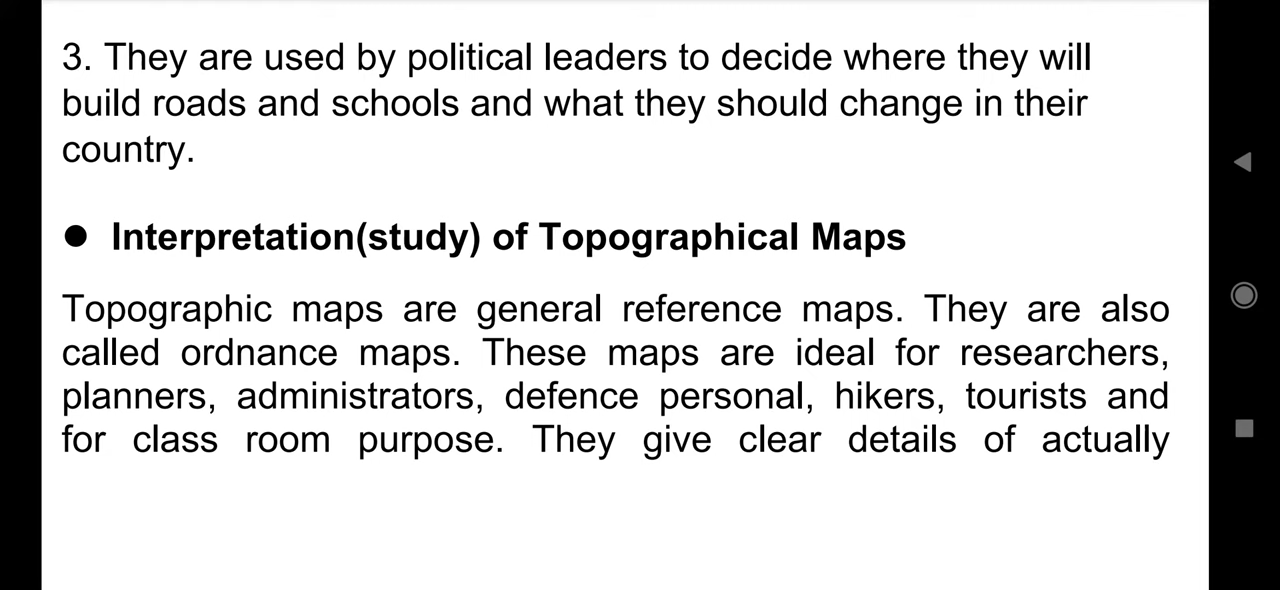 3. They are used by political leaders to decide where they will
build roads and schools and what they should change in their
country.
● Interpretation(study) of Topographical Maps
Topographic maps are general reference maps. They are also
called ordnance maps. These maps are ideal for researchers,
planners, administrators, defence personal, hikers, tourists and
for class room purpose. They give clear details of actually